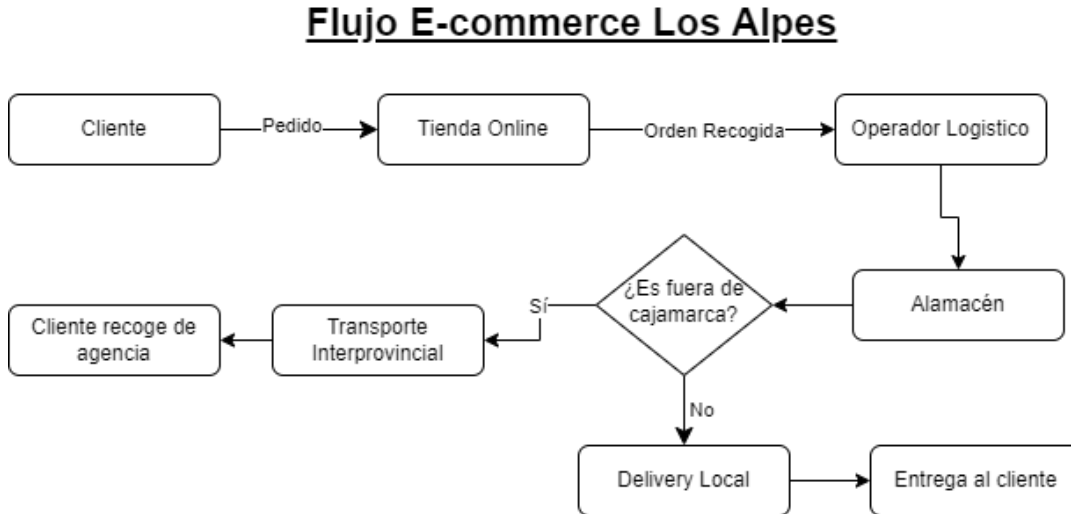 Flujo E-commerce Los Alpes
Cliente
Pedido
Tienda Online
Orden Recogida
Operador Logistico
Alamacén
¿Es fuera de
cajamarca?
Sí
Transporte
Interprovincial
Cliente recoge de
agencia
No
Delivery Local
Entrega al cliente